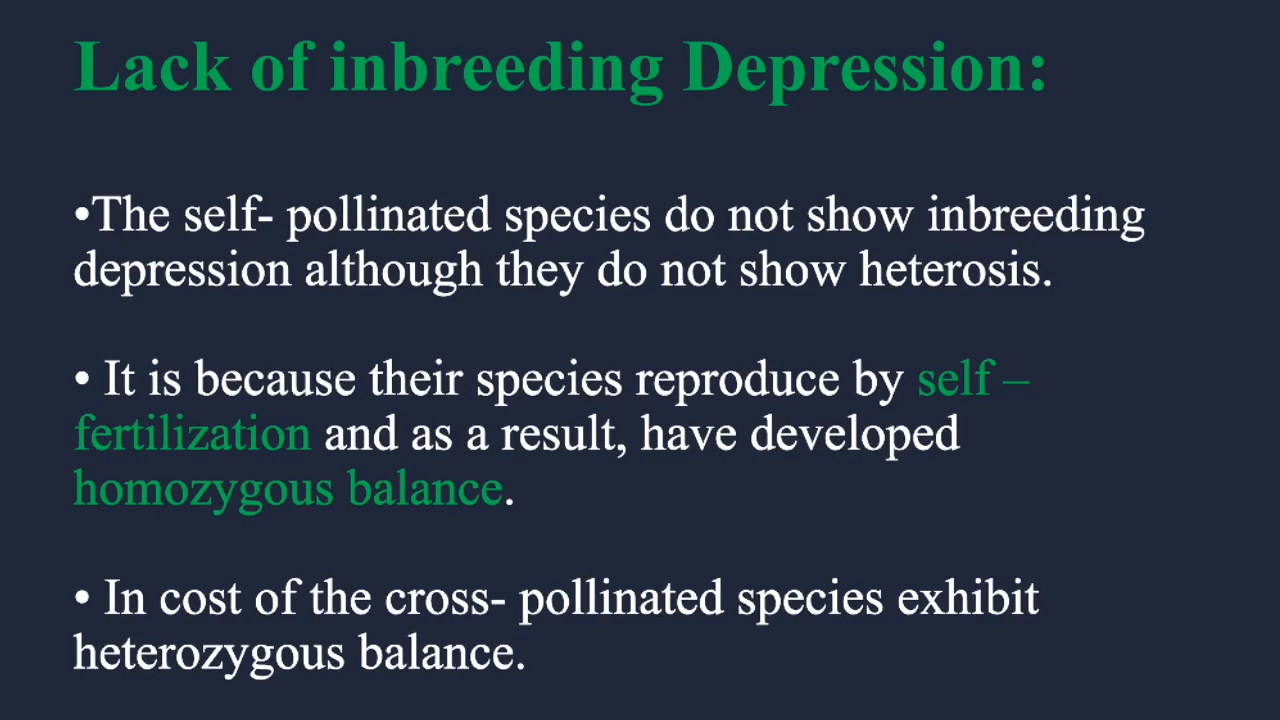 Lack of inbreeding Depression:
•The self- pollinated species do not show inbreeding
depression although they do not show heterosis.
• It is because their species reproduce by self –
fertilization and as a result, have developed
homozygous balance.
• In cost of the cross- pollinated species exhibit
heterozygous balance.